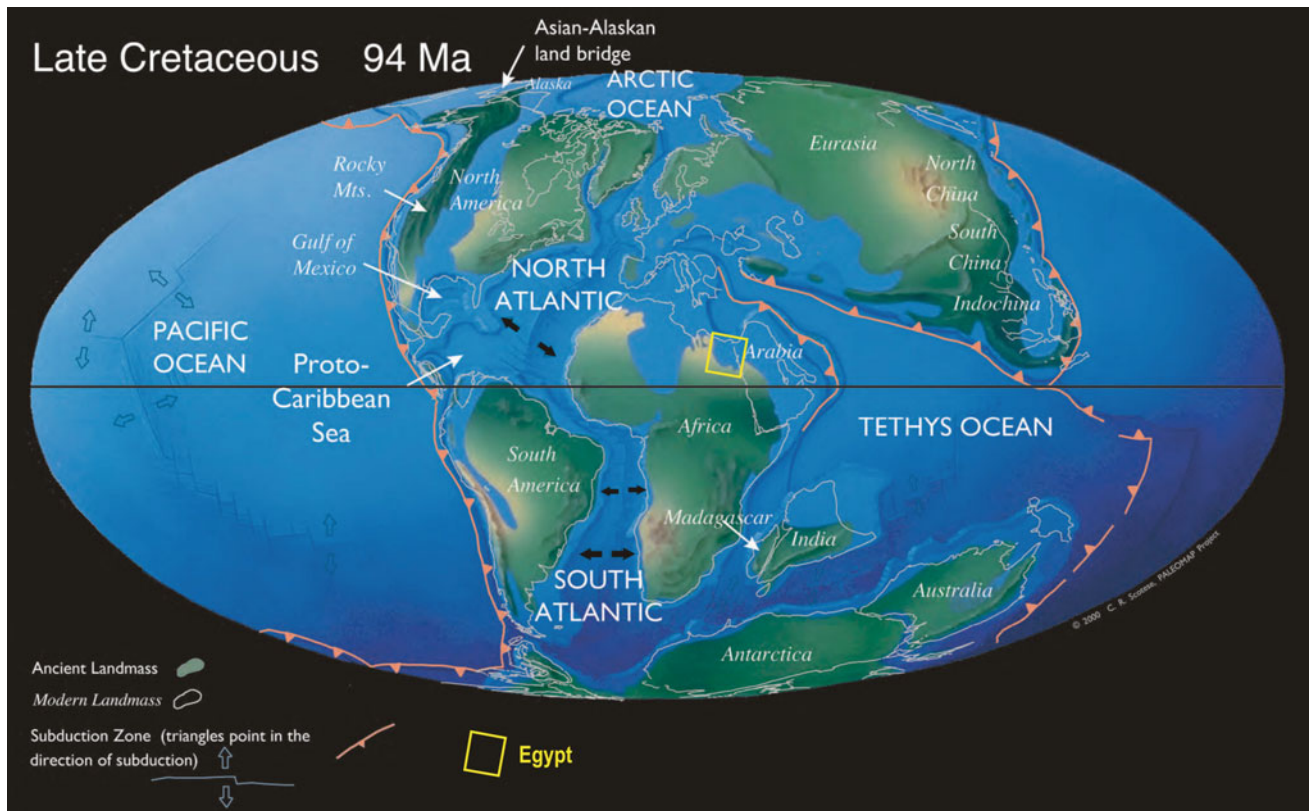 Late Cretaceous 94 Ma
Asian-Alaskan
land bridge
Alaska
ARCTIC
OCEAN
Eurasia
Rocky
Mts.
North
America
North
China
South
China
Gulf of
Mexico
NORTH
ATLANTIC
Indochina
PACIFIC
OCEAN
Arabia
Proto-
Caribbean
Sea
Africa
TETHYS OCEAN
South
America
Madagascar
India
SOUTH
ATLANTIC
Australia
© 2000 C. R. Scotese, PALEOMAP Project
Antarctica
Ancient Landmass
Modern Landmass
Subduction Zone (triangles point in the
direction of subduction)
Egypt